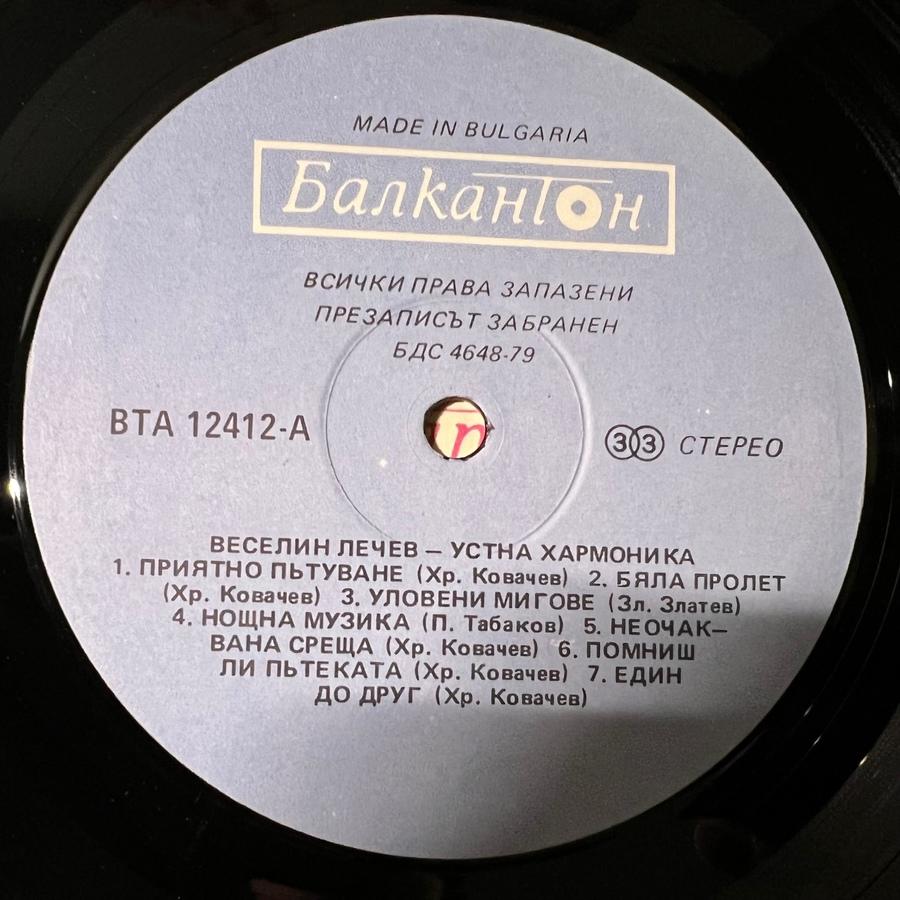 MADE IN BULGARIA
Балкантон
ВСИЧКИ ПРАВА ЗАПАЗЕНИ
ПРЕЗАПИСЪТ ЗАБРАНЕН
БДС 4648-79
ВТА 12412-А
33 СТЕРЕО
ВЕСЕЛИН ЛЕЧЕВ — УСТНА ХАРМОНИКА
1. ПРИЯТНО ПЪТУВАНЕ (Хр. Ковачев) 2. БЯЛА ПРОЛЕТ
(Хр. Ковачев) 3. УЛОВЕНИ МИГОВЕ (Зл. Златев)
4. НОЩНА МУЗИКА (П. Табаков) 5. НЕОЧАК—
ВАНА СРЕЩА (Хр. Ковачев) 6. ПОМНИШ
ЛИ ПЪТЕКАТА (Хр. Ковачев) 7. ЕДИН
ДО ДРУГ (Хр. Ковачев)